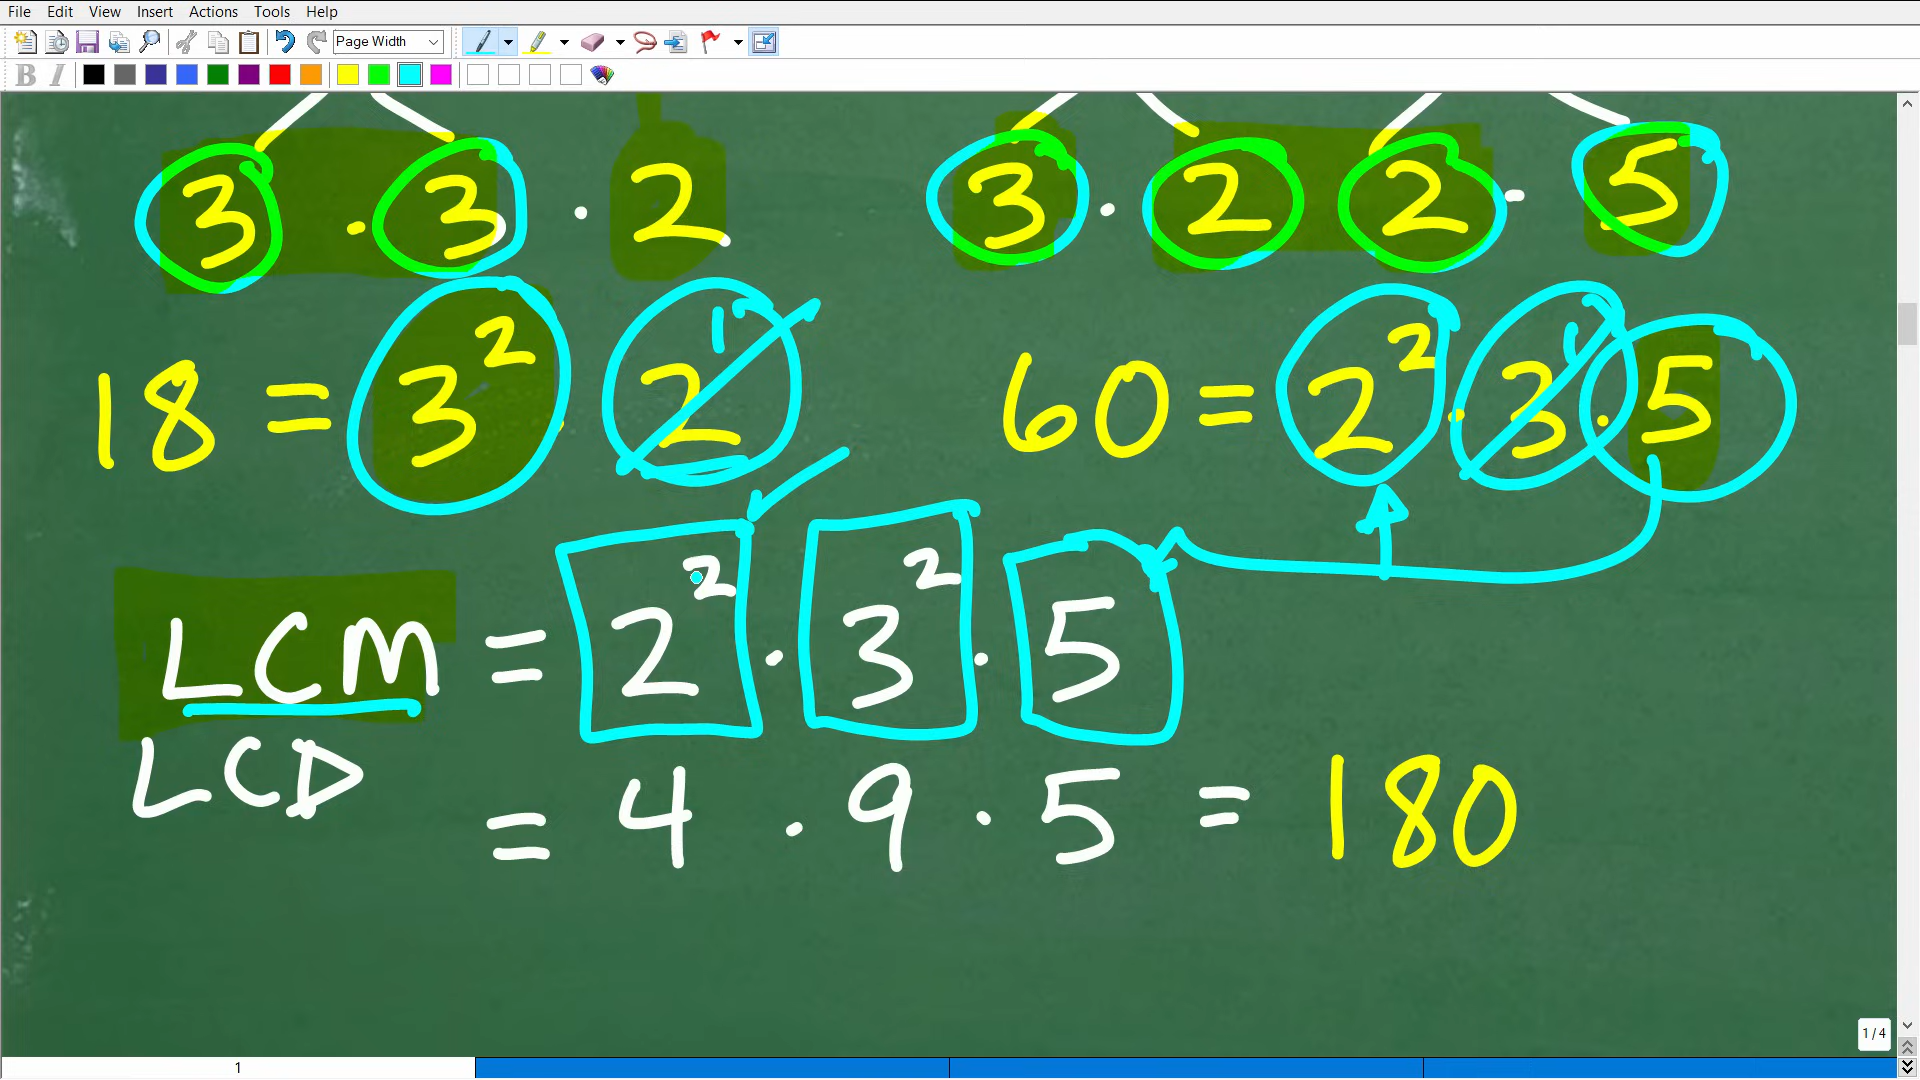 File Edit View Insert Actions Tools Help
Page Width
B I
3 · 3 · 2 3 · 2 2 · 5
18 = 3² · 2¹ 60 = 2² · 3¹ · 5
LCM = 2² · 3² · 5
LCD
= 4 · 9 · 5 = 180
1 / 4
1